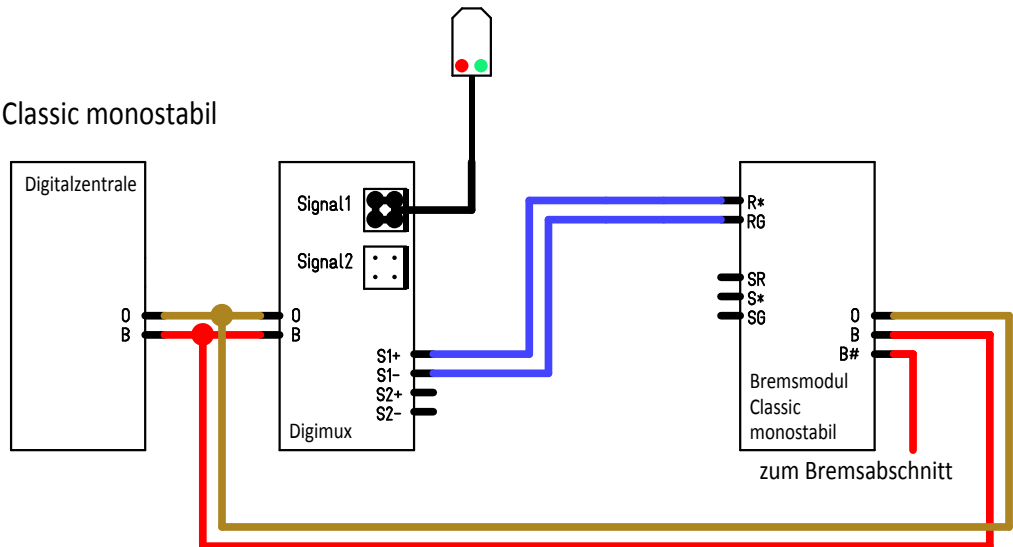 Classic monostabil
Digitalzentrale
O
B
Signal1
Signal2
O
B
S1+
S1-
S2+
S2-
Digimux
R*
RG
SR
S*
SG
O
B
B#
Bremsmodul
Classic
monostabil
zum Bremsabschnitt